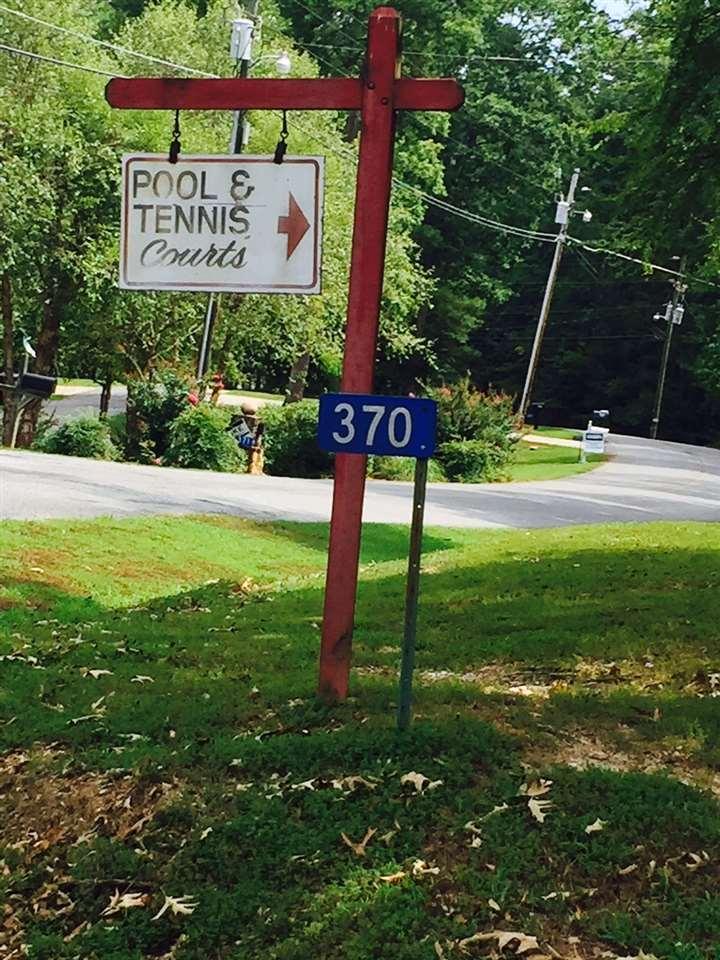 POOL &
TENNIS
Courts
370